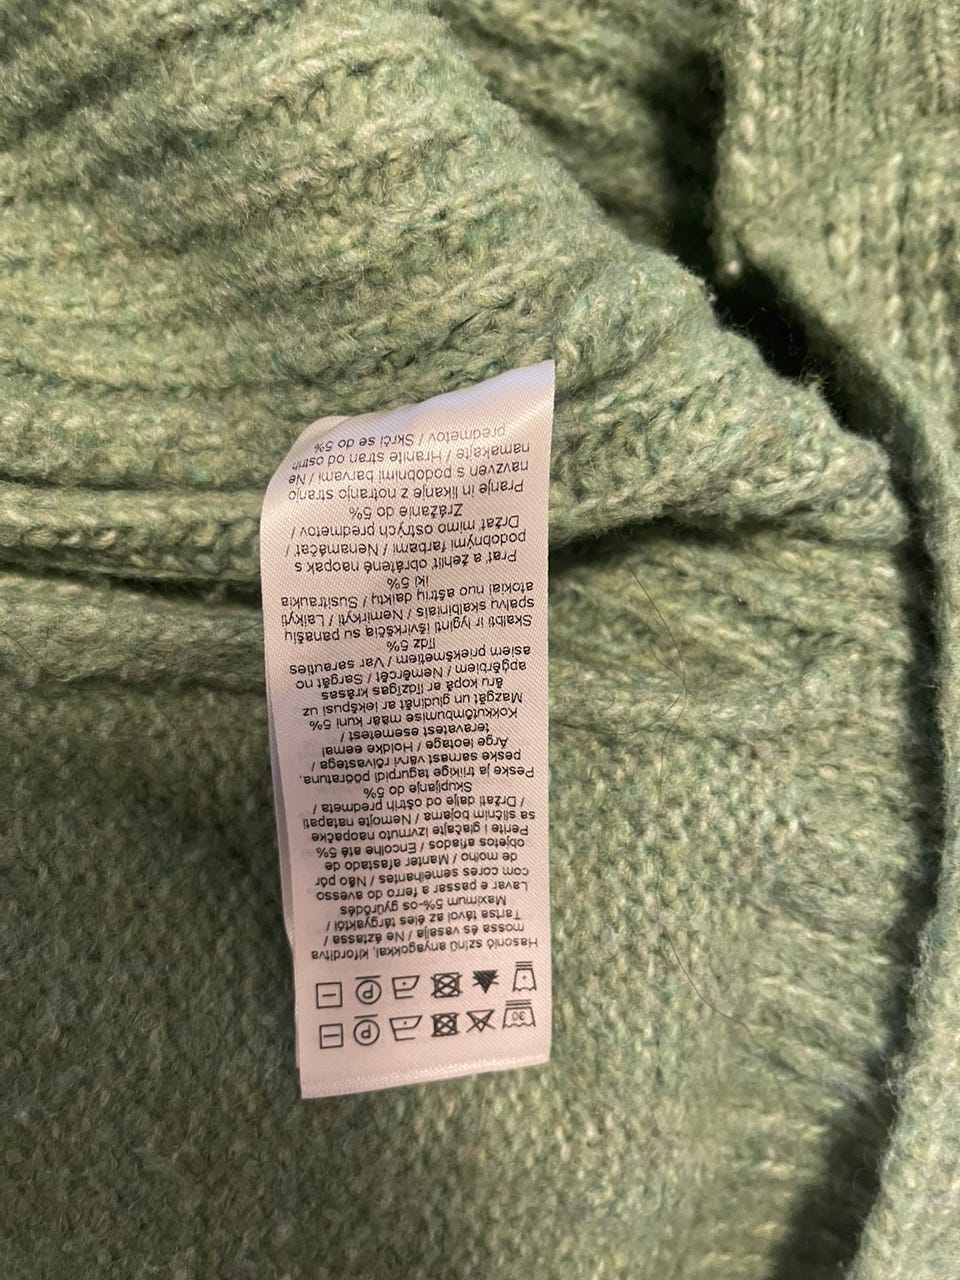 30
P
P
Hasonló színű anyagokkal, kifordítva
mossa és vasalja / Ne áztassa /
Tartsa távol az éles tárgyaktól /
Maximum 5%-os gyűrődés
Lavar e passar a ferro do avesso
com cores semelhantes / Não pôr
de molho / Manter afastado de
objetos afiados / Encolhe até 5%
Perite i glačajte izvrnuto naopačke
sa sličnim bojama / Nemojte natapati
/ Držati dalje od oštrih predmeta /
Skupljanje do 5%
Peske ja triikige tagurpidi pööratuna,
peske samast värvi rõivastega /
Ärge leotage / Hoidke eemal
teravatest esemetest /
Kokkutõmbumise määr kuni 5%
Mazgāt un gludināt ar iekšpusi uz
āru kopā ar līdzīgas krāsas
apģērbiem / Nemērcēt / Sargāt no
asiem priekšmetiem / Var sarauties
līdz 5%
Skalbti ir lyginti išvirkščią su panašių
spalvų skalbiniais / Nemirkyti / Laikyti
atokiai nuo aštrių daiktų / Susitraukia
iki 5%
Prať a žehliť obrátené naopak s
podobnými farbami / Nenamáčať /
Držať mimo ostrých predmetov /
Zrážanie do 5%
Pranje in likanje z notranjo stranjo
navzven s podobnimi barvami / Ne
namakajte / Hranite stran od ostrih
predmetov / Skrči se do 5%